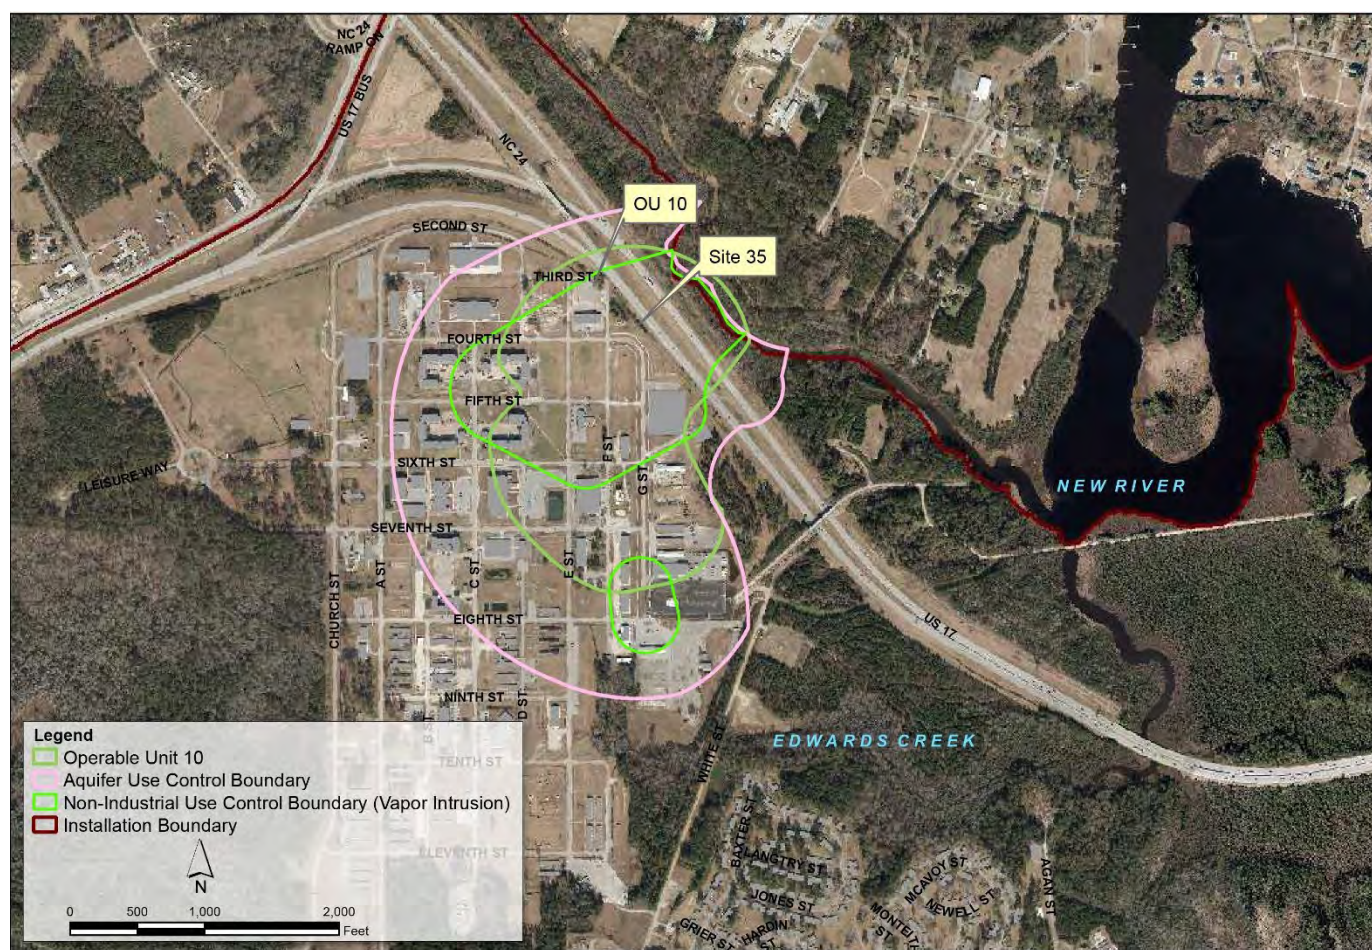 NC 24
RAMP ON
US 17 BUS
NC 24
OU 10
SECOND ST
Site 35
THIRD ST
FOURTH ST
FIFTH ST
F ST
SIXTH ST
G ST
LEISURE WAY
NEW RIVER
SEVENTH ST
E ST
CHURCH ST
A ST
C ST
EIGHTH ST
US 17
NINTH ST
D ST
B ST
WHITE ST
EDWARDS CREEK
Legend
Operable Unit 10
Aquifer Use Control Boundary
Non-Industrial Use Control Boundary (Vapor Intrusion)
Installation Boundary
TENTH ST
ELEVENTH ST
N
0 500 1,000 2,000
Feet
BAXTER ST
LANGTRY ST
JONES ST
MCAVOY ST
NEWELL ST
AGAN ST
GRIER ST
HARDIN
ST
MONTEITH
ST